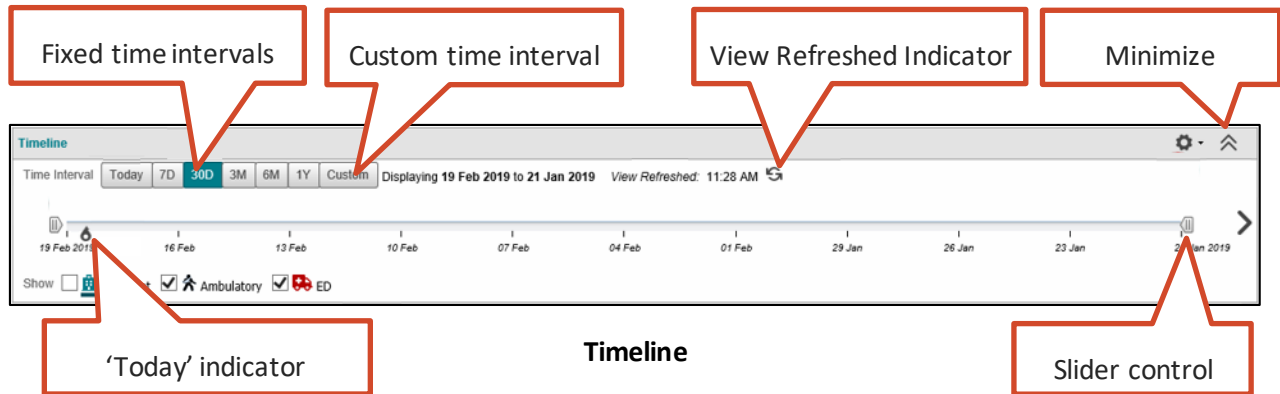 Fixed time intervals
Custom time interval
View Refreshed Indicator
Minimize
Timeline
Time Interval Today 7D 30D 3M 6M 1Y Custom Displaying 19 Feb 2019 to 21 Jan 2019 View Refreshed: 11:28 AM
19 Feb 2019 16 Feb 13 Feb 10 Feb 07 Feb 04 Feb 01 Feb 29 Jan 26 Jan 23 Jan Jan 2019
Show Ambulatory ED
'Today' indicator
Timeline
Slider control